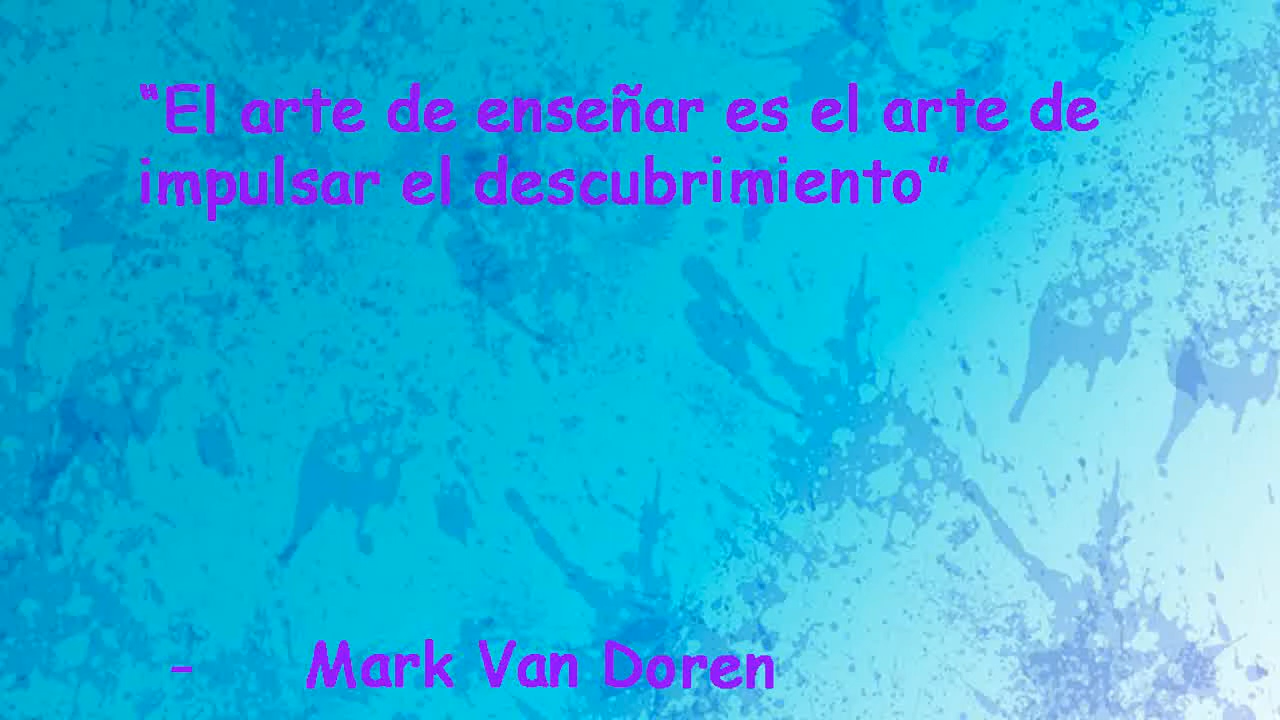 “El arte de enseñar es el arte de
impulsar el descubrimiento”
- Mark Van Doren